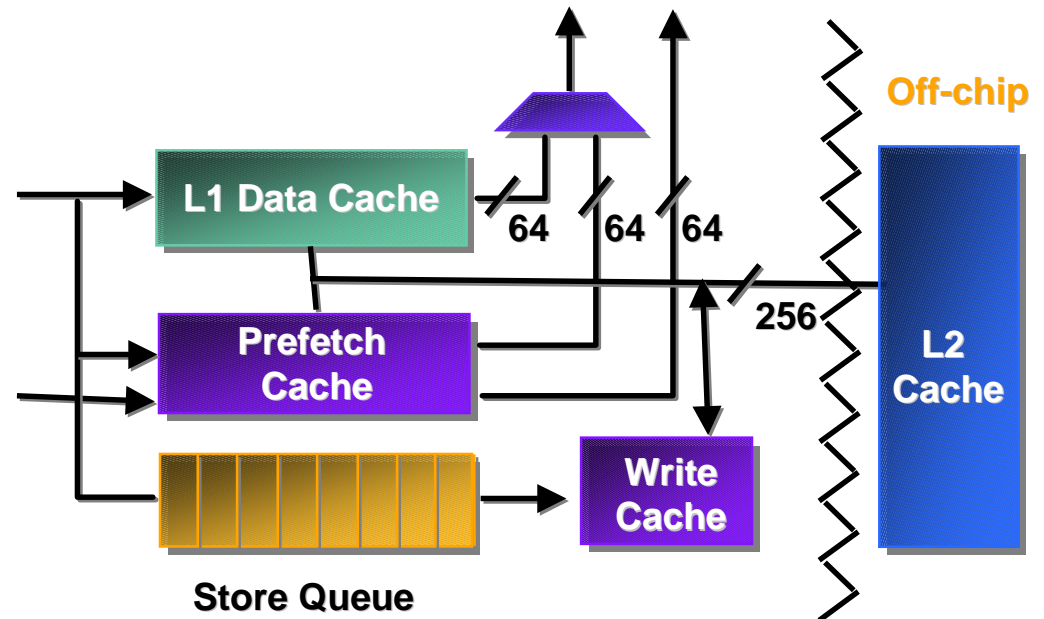 Off-chip
L1 Data Cache
64
64
64
256
Prefetch
Cache
L2
Cache
Write
Cache
Store Queue